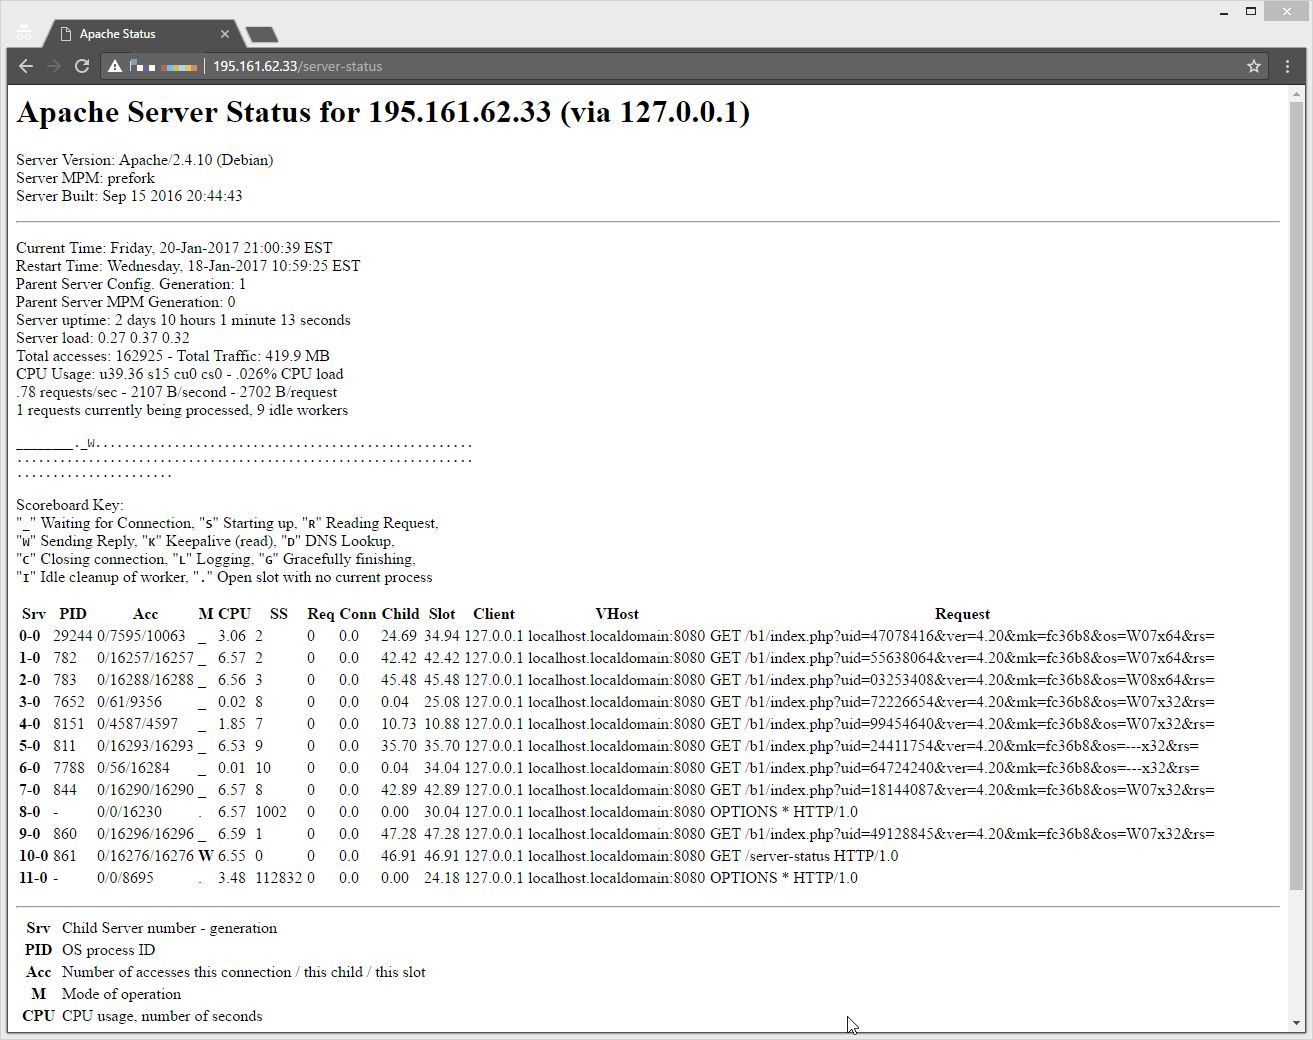 Apache Status
195.161.62.33/server-status
Apache Server Status for 195.161.62.33 (via 127.0.0.1)
Server Version: Apache/2.4.10 (Debian)
Server MPM: prefork
Server Built: Sep 15 2016 20:44:43
Current Time: Friday, 20-Jan-2017 21:00:39 EST
Restart Time: Wednesday, 18-Jan-2017 10:59:25 EST
Parent Server Config. Generation: 1
Parent Server MPM Generation: 0
Server uptime: 2 days 10 hours 1 minute 13 seconds
Server load: 0.27 0.37 0.32
Total accesses: 162925 - Total Traffic: 419.9 MB
CPU Usage: u39.36 s15 cu0 cs0 - .026% CPU load
.78 requests/sec - 2107 B/second - 2702 B/request
1 requests currently being processed, 9 idle workers
________._W.....................................................
................................................................
......................
Scoreboard Key:
"_" Waiting for Connection, "S" Starting up, "R" Reading Request,
"W" Sending Reply, "K" Keepalive (read), "D" DNS Lookup,
"C" Closing connection, "L" Logging, "G" Gracefully finishing,
"I" Idle cleanup of worker, "." Open slot with no current process
Srv PID Acc M CPU SS Req Conn Child Slot Client VHost Request
0-0 29244 0/7595/10063 _ 3.06 2 0 0.0 24.69 34.94 127.0.0.1 localhost.localdomain:8080 GET /b1/index.php?uid=47078416&ver=4.20&mk=fc36b8&os=W07x64&rs=
1-0 782 0/16257/16257 _ 6.57 2 0 0.0 42.42 42.42 127.0.0.1 localhost.localdomain:8080 GET /b1/index.php?uid=55638064&ver=4.20&mk=fc36b8&os=W07x64&rs=
2-0 783 0/16288/16288 _ 6.56 3 0 0.0 45.48 45.48 127.0.0.1 localhost.localdomain:8080 GET /b1/index.php?uid=03253408&ver=4.20&mk=fc36b8&os=W08x64&rs=
3-0 7652 0/61/9356 _ 0.02 8 0 0.0 0.04 25.08 127.0.0.1 localhost.localdomain:8080 GET /b1/index.php?uid=72226654&ver=4.20&mk=fc36b8&os=W07x32&rs=
4-0 8151 0/4587/4597 _ 1.85 7 0 0.0 10.73 10.88 127.0.0.1 localhost.localdomain:8080 GET /b1/index.php?uid=99454640&ver=4.20&mk=fc36b8&os=W07x32&rs=
5-0 811 0/16293/16293 _ 6.53 9 0 0.0 35.70 35.70 127.0.0.1 localhost.localdomain:8080 GET /b1/index.php?uid=24411754&ver=4.20&mk=fc36b8&os=---x32&rs=
6-0 7788 0/56/16284 _ 0.01 10 0 0.0 0.04 34.04 127.0.0.1 localhost.localdomain:8080 GET /b1/index.php?uid=64724240&ver=4.20&mk=fc36b8&os=---x32&rs=
7-0 844 0/16290/16290 _ 6.57 8 0 0.0 42.89 42.89 127.0.0.1 localhost.localdomain:8080 GET /b1/index.php?uid=18144087&ver=4.20&mk=fc36b8&os=W07x32&rs=
8-0 - 0/0/16230 . 6.57 1002 0 0.0 0.00 30.04 127.0.0.1 localhost.localdomain:8080 OPTIONS * HTTP/1.0
9-0 860 0/16296/16296 _ 6.59 1 0 0.0 47.28 47.28 127.0.0.1 localhost.localdomain:8080 GET /b1/index.php?uid=49128845&ver=4.20&mk=fc36b8&os=W07x32&rs=
10-0 861 0/16276/16276 W 6.55 0 0 0.0 46.91 46.91 127.0.0.1 localhost.localdomain:8080 GET /server-status HTTP/1.0
11-0 - 0/0/8695 . 3.48 112832 0 0.0 0.00 24.18 127.0.0.1 localhost.localdomain:8080 OPTIONS * HTTP/1.0
Srv Child Server number - generation
PID OS process ID
Acc Number of accesses this connection / this child / this slot
M Mode of operation
CPU CPU usage, number of seconds